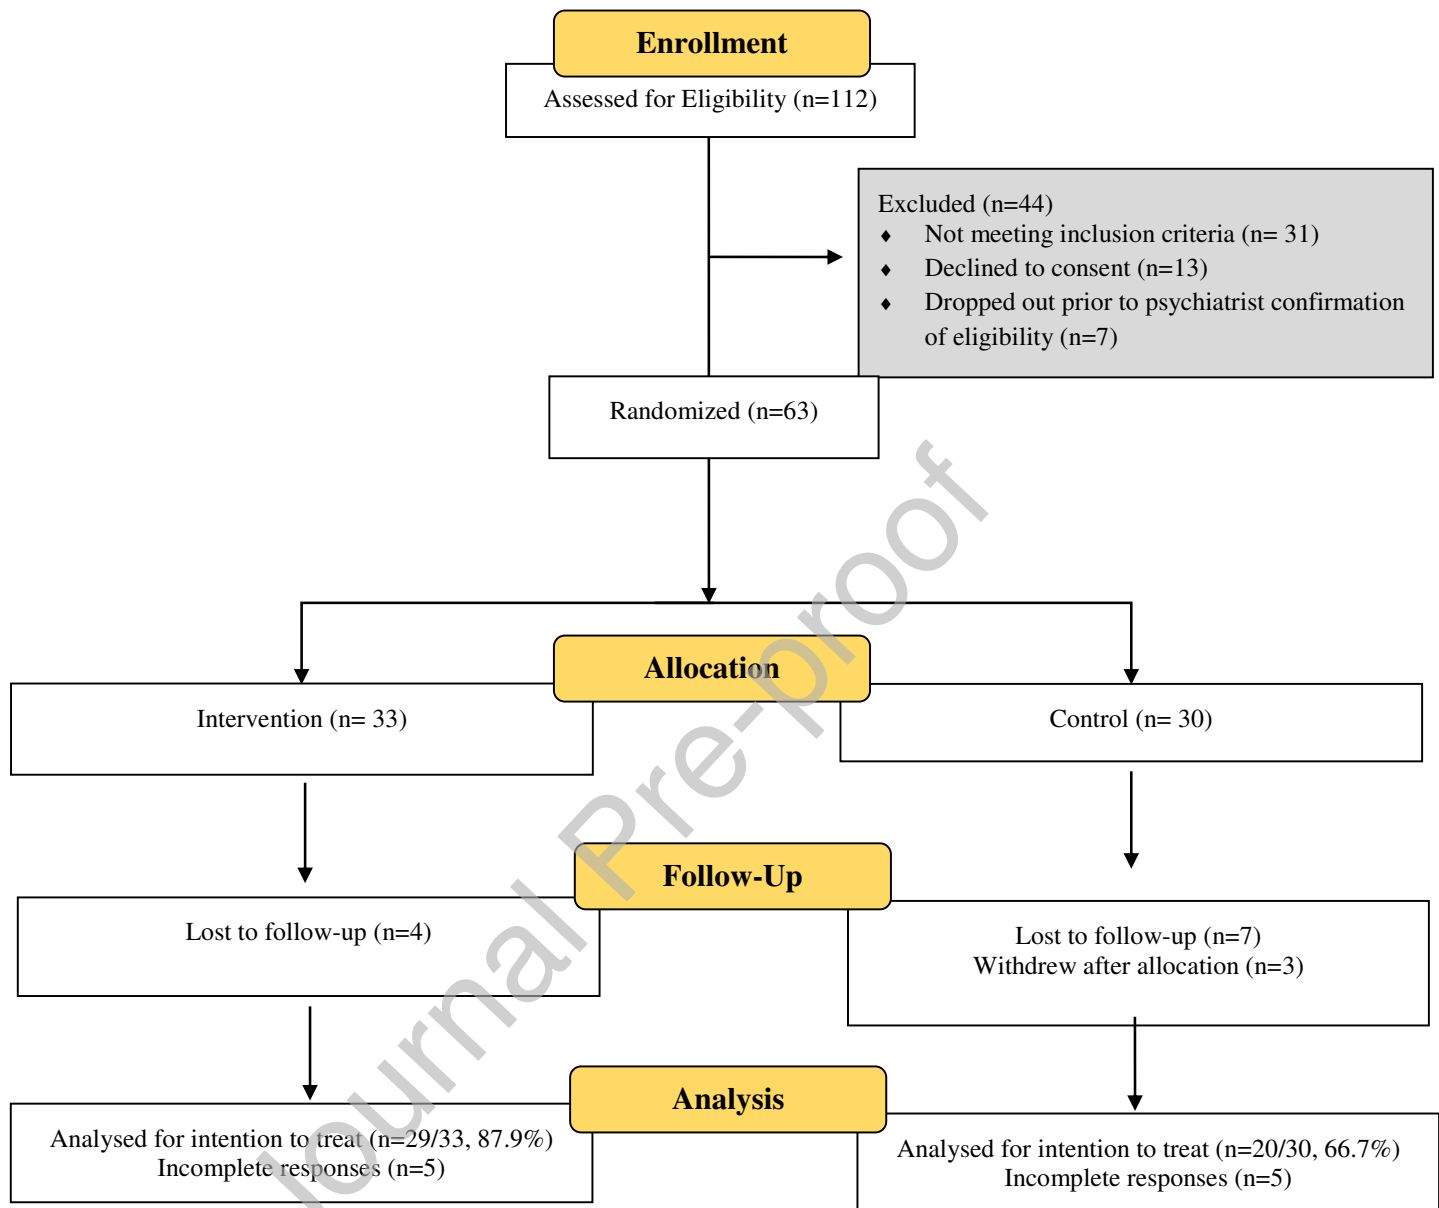 Enrollment
Assessed for Eligibility (n=112)
Excluded (n=44)
♦ Not meeting inclusion criteria (n= 31)
♦ Declined to consent (n=13)
♦ Dropped out prior to psychiatrist confirmation
of eligibility (n=7)
Randomized (n=63)
Allocation
Intervention (n= 33)
Control (n= 30)
Follow-Up
Lost to follow-up (n=4)
Lost to follow-up (n=7)
Withdrew after allocation (n=3)
Analysis
Analysed for intention to treat (n=29/33, 87.9%)
Incomplete responses (n=5)
Analysed for intention to treat (n=20/30, 66.7%)
Incomplete responses (n=5)
Journal Pre-proof